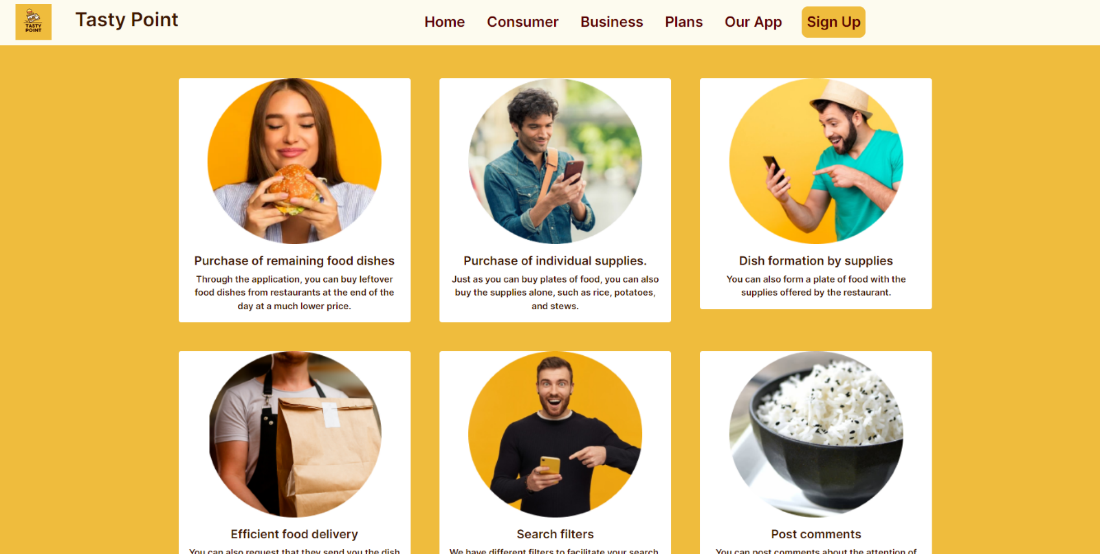 TASTY
POINT
Tasty Point
Home Consumer Business Plans Our App Sign Up
Purchase of remaining food dishes
Through the application, you can buy leftover
food dishes from restaurants at the end of the
day at a much lower price.
Purchase of individual supplies.
Just as you can buy plates of food, you can also
buy the supplies alone, such as rice, potatoes,
and stews.
Dish formation by supplies
You can also form a plate of food with the
supplies offered by the restaurant.
Efficient food delivery
You can also request that they send you the dish
Search filters
We have different filters to facilitate your search
Post comments
You can post comments about the attention of